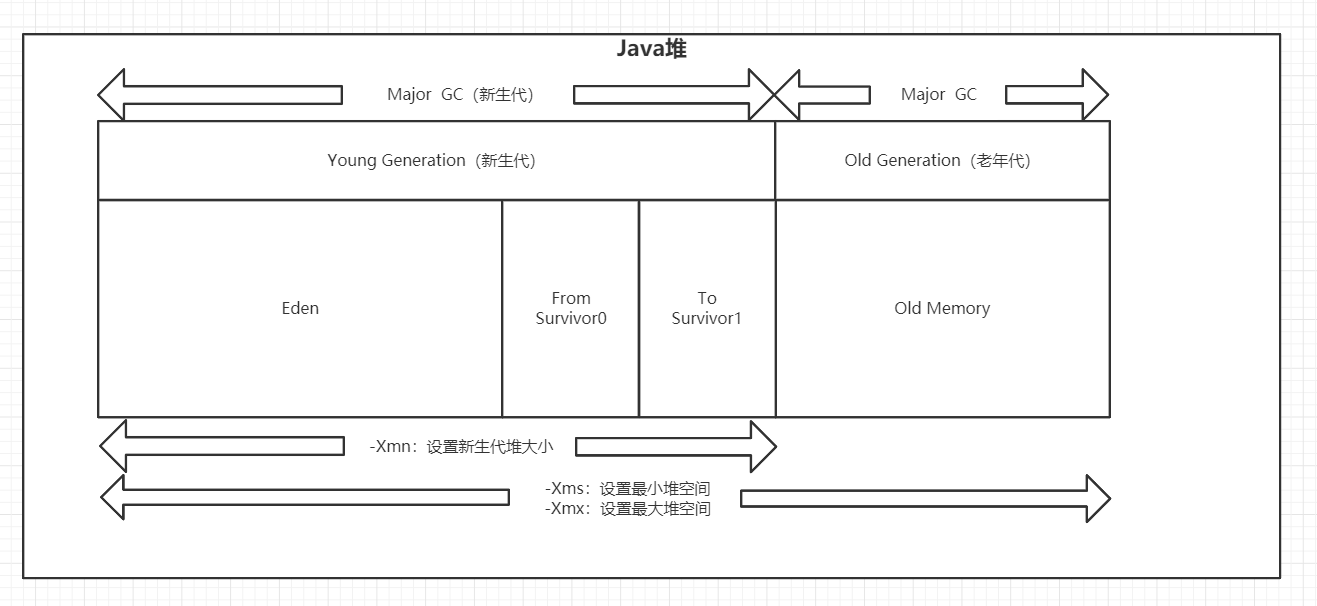 Java堆
Major GC（新生代）
Major GC
Young Generation（新生代）
Old Generation（老年代）
Eden
From
Survivor0
To
Survivor1
Old Memory
-Xmn：设置新生代堆大小
-Xms：设置最小堆空间
-Xmx：设置最大堆空间